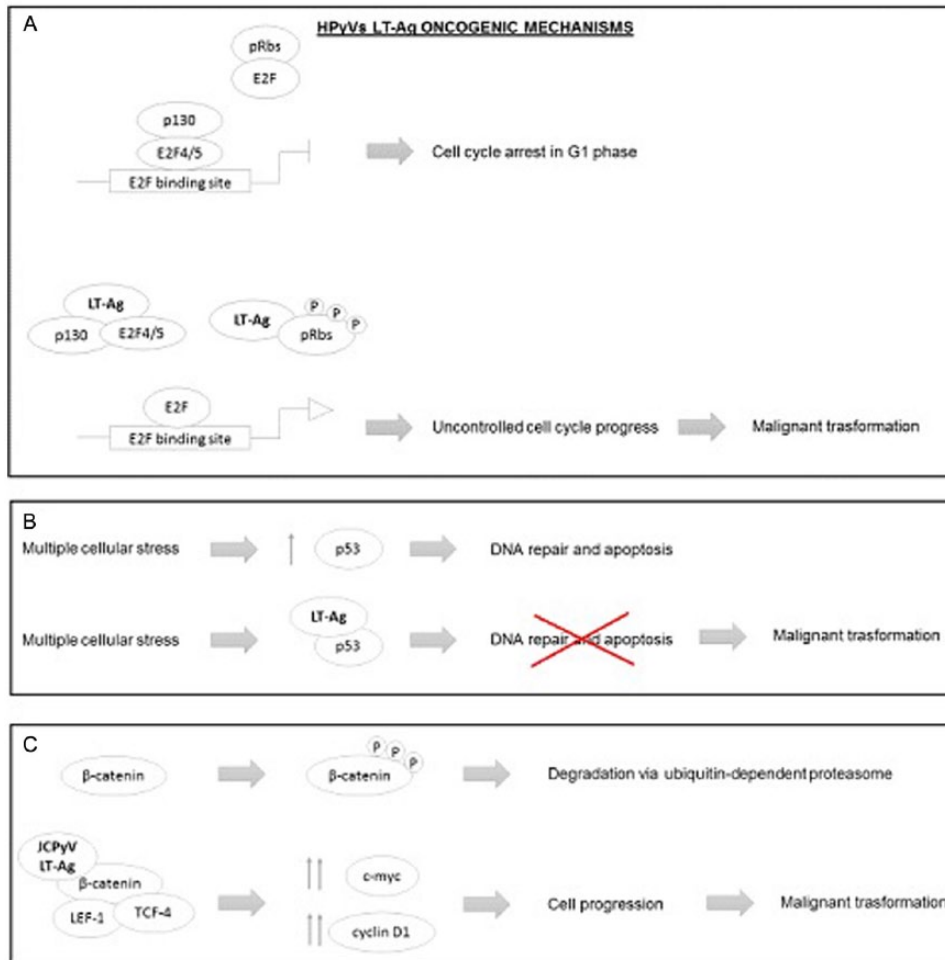 A
HPyVs LT-Ag ONCOGENIC MECHANISMS
pRbs
E2F
p130
E2F4/5
E2F binding site
Cell cycle arrest in G1 phase
LT-Ag
p130
E2F4/5
LT-Ag
P
P
P
pRbs
E2F
E2F binding site
Uncontrolled cell cycle progress
Malignant trasformation
B
Multiple cellular stress
p53
DNA repair and apoptosis
Multiple cellular stress
LT-Ag
p53
DNA repair and apoptosis
Malignant trasformation
C
β-catenin
P
P
P
β-catenin
Degradation via ubiquitin-dependent proteasome
JCPyV
LT-Ag
β-catenin
LEF-1
TCF-4
c-myc
cyclin D1
Cell progression
Malignant trasformation